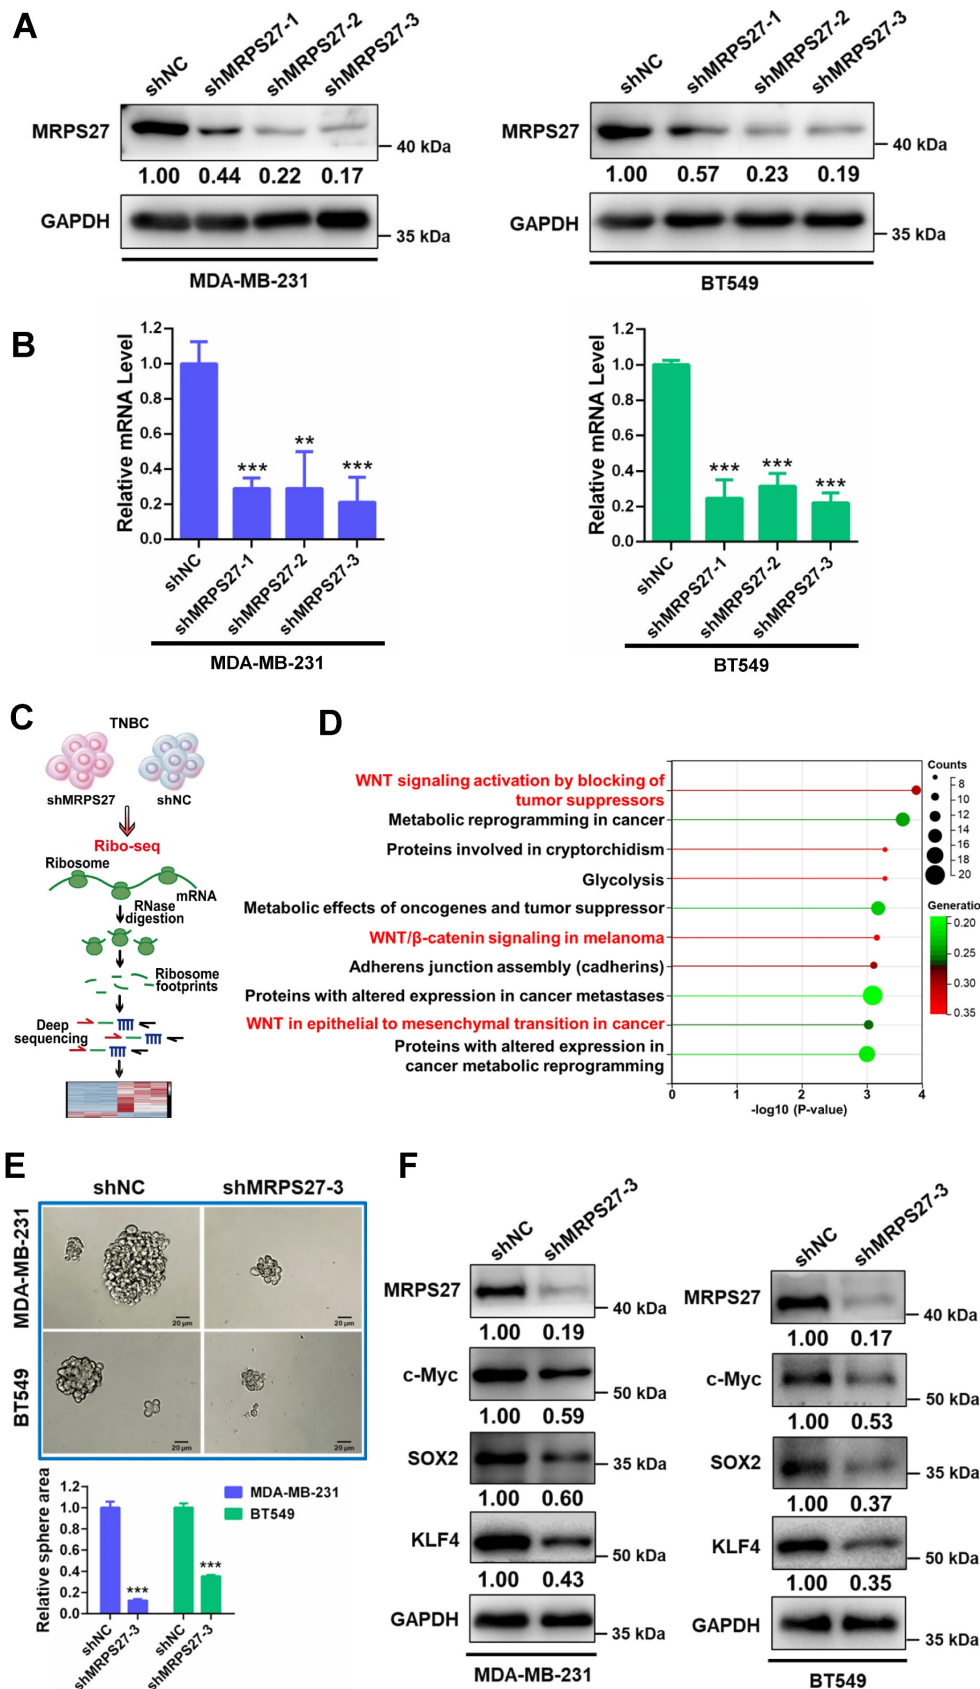 A
shNC
shMRPS27-1
shMRPS27-2
shMRPS27-3
MRPS27
40 kDa
1.00 0.44 0.22 0.17
GAPDH
35 kDa
MDA-MB-231
shNC
shMRPS27-1
shMRPS27-2
shMRPS27-3
MRPS27
40 kDa
1.00 0.57 0.23 0.19
GAPDH
35 kDa
BT549
B
Relative mRNA Level
1.2
1.0
0.8
0.6
0.4
0.2
0.0
*** ** ***
shNC
shMRPS27-1
shMRPS27-2
shMRPS27-3
MDA-MB-231
Relative mRNA Level
1.2
1.0
0.8
0.6
0.4
0.2
0.0
*** *** ***
shNC
shMRPS27-1
shMRPS27-2
shMRPS27-3
BT549
C
TNBC
shMRPS27 shNC
Ribo-seq
Ribosome
mRNA
RNase
digestion
Ribosome
footprints
Deep
sequencing
D
WNT signaling activation by blocking of
tumor suppressors
Metabolic reprogramming in cancer
Proteins involved in cryptorchidism
Glycolysis
Metabolic effects of oncogenes and tumor suppressor
WNT/β-catenin signaling in melanoma
Adherens junction assembly (cadherins)
Proteins with altered expression in cancer metastases
WNT in epithelial to mesenchymal transition in cancer
Proteins with altered expression in
cancer metabolic reprogramming
0 1 2 3 4
-log10 (P-value)
Counts
8
10
12
14
16
18
20
Generatio
0.20
0.25
0.30
0.35
E
shNC shMRPS27-3
MDA-MB-231
20 μm
20 μm
BT549
20 μm
20 μm
Relative sphere area
1.2
1.0
0.8
0.6
0.4
0.2
0.0
MDA-MB-231
BT549
*** ***
shNC
shMRPS27-3
shNC
shMRPS27-3
F
shNC
shMRPS27-3
MRPS27
40 kDa
1.00 0.19
c-Myc
50 kDa
1.00 0.59
SOX2
35 kDa
1.00 0.60
KLF4
50 kDa
1.00 0.43
GAPDH
35 kDa
MDA-MB-231
shNC
shMRPS27-3
MRPS27
40 kDa
1.00 0.17
c-Myc
50 kDa
1.00 0.53
SOX2
35 kDa
1.00 0.37
KLF4
50 kDa
1.00 0.35
GAPDH
35 kDa
BT549